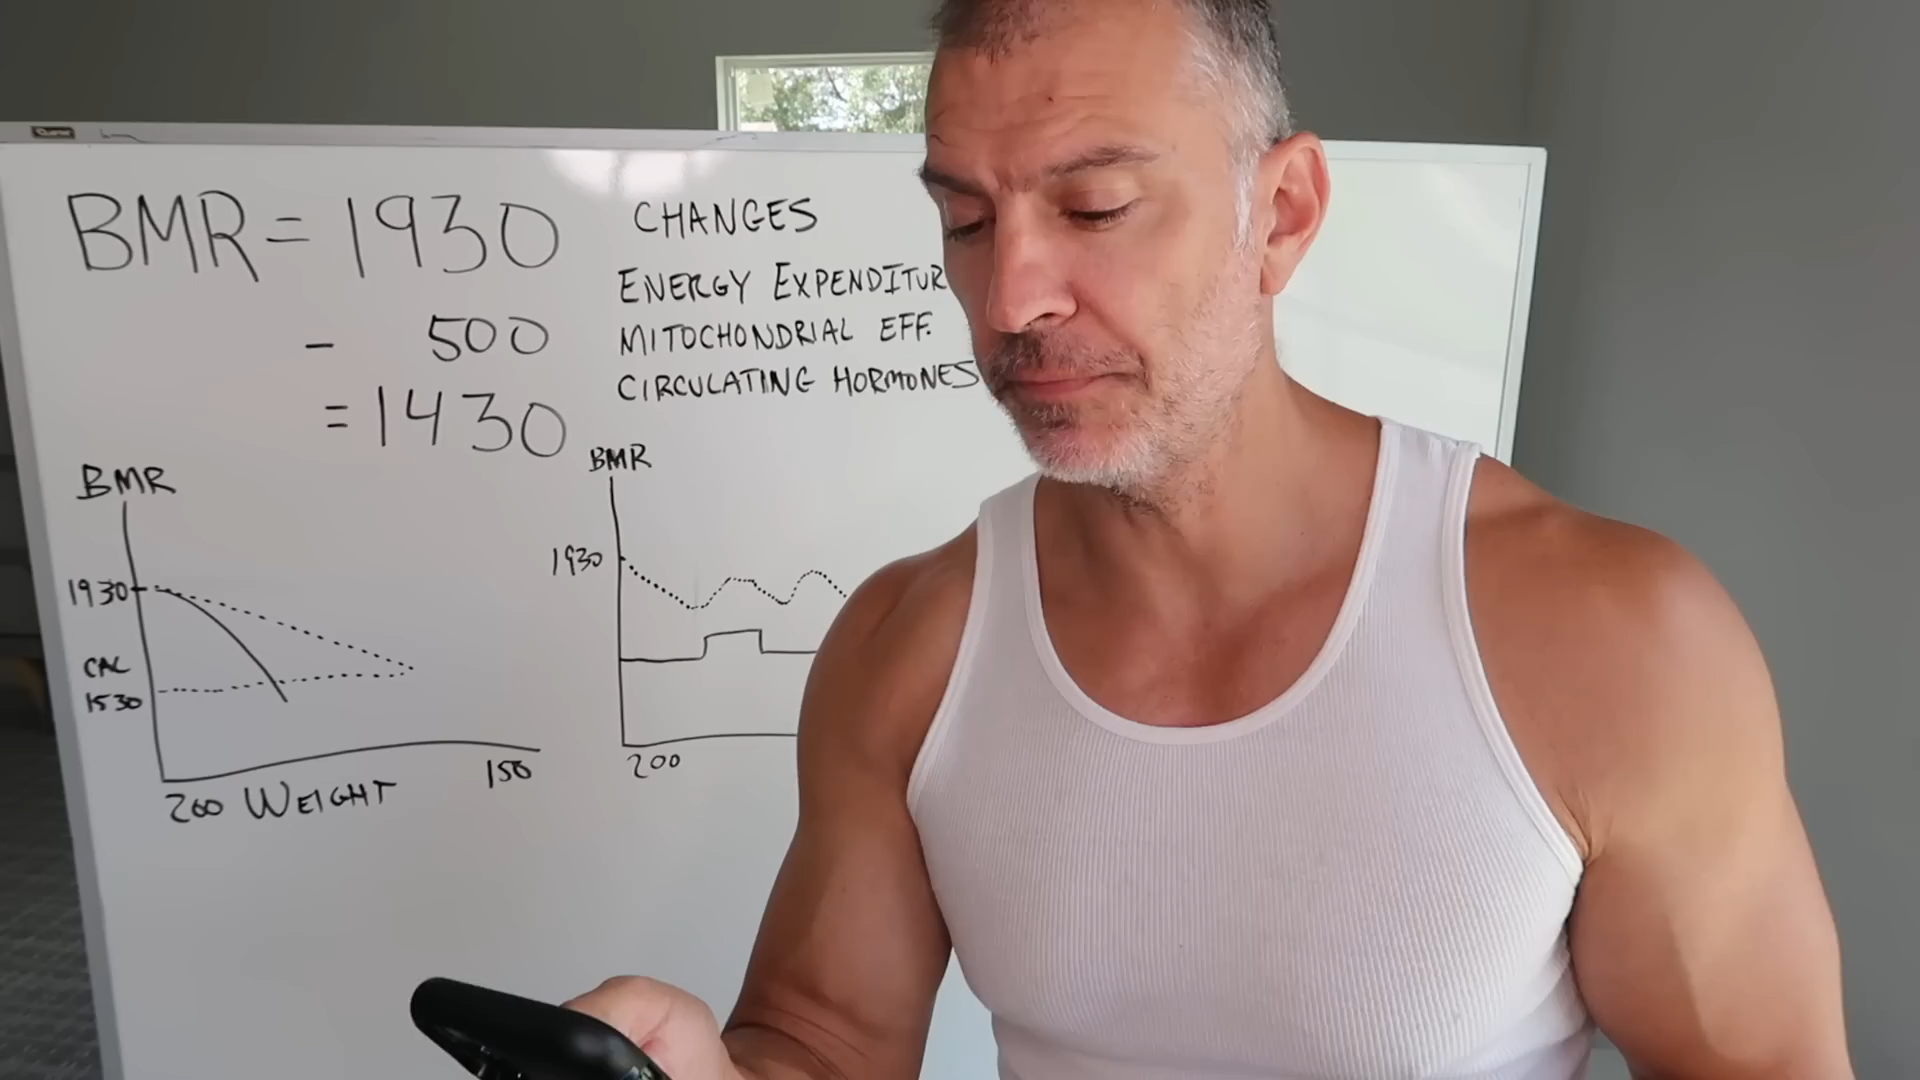 BMR = 1930
- 500
= 1430
CHANGES
ENERGY EXPENDITUR
MITOCHONDRIAL EFF.
CIRCULATING HORMONES
BMR
1930
CAL
1530
200 WEIGHT 150
BMR
1930
200